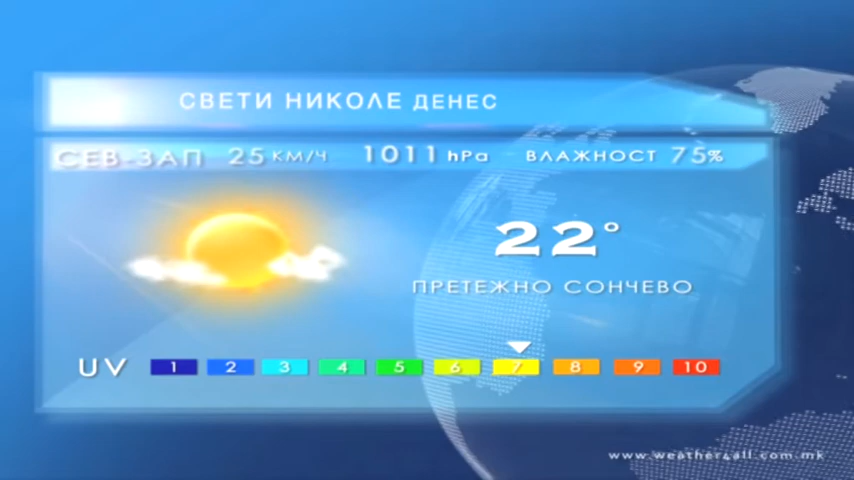 СВЕТИ НИКОЛЕ ДЕНЕС
СЕВ-ЗАП 25 КМ/Ч 1011 hPa ВЛАЖНОСТ 75%
22°
ПРЕТЕЖНО СОНЧЕВО
UV 1 2 3 4 5 6 7 8 9 10
www.weather4all.com.mk